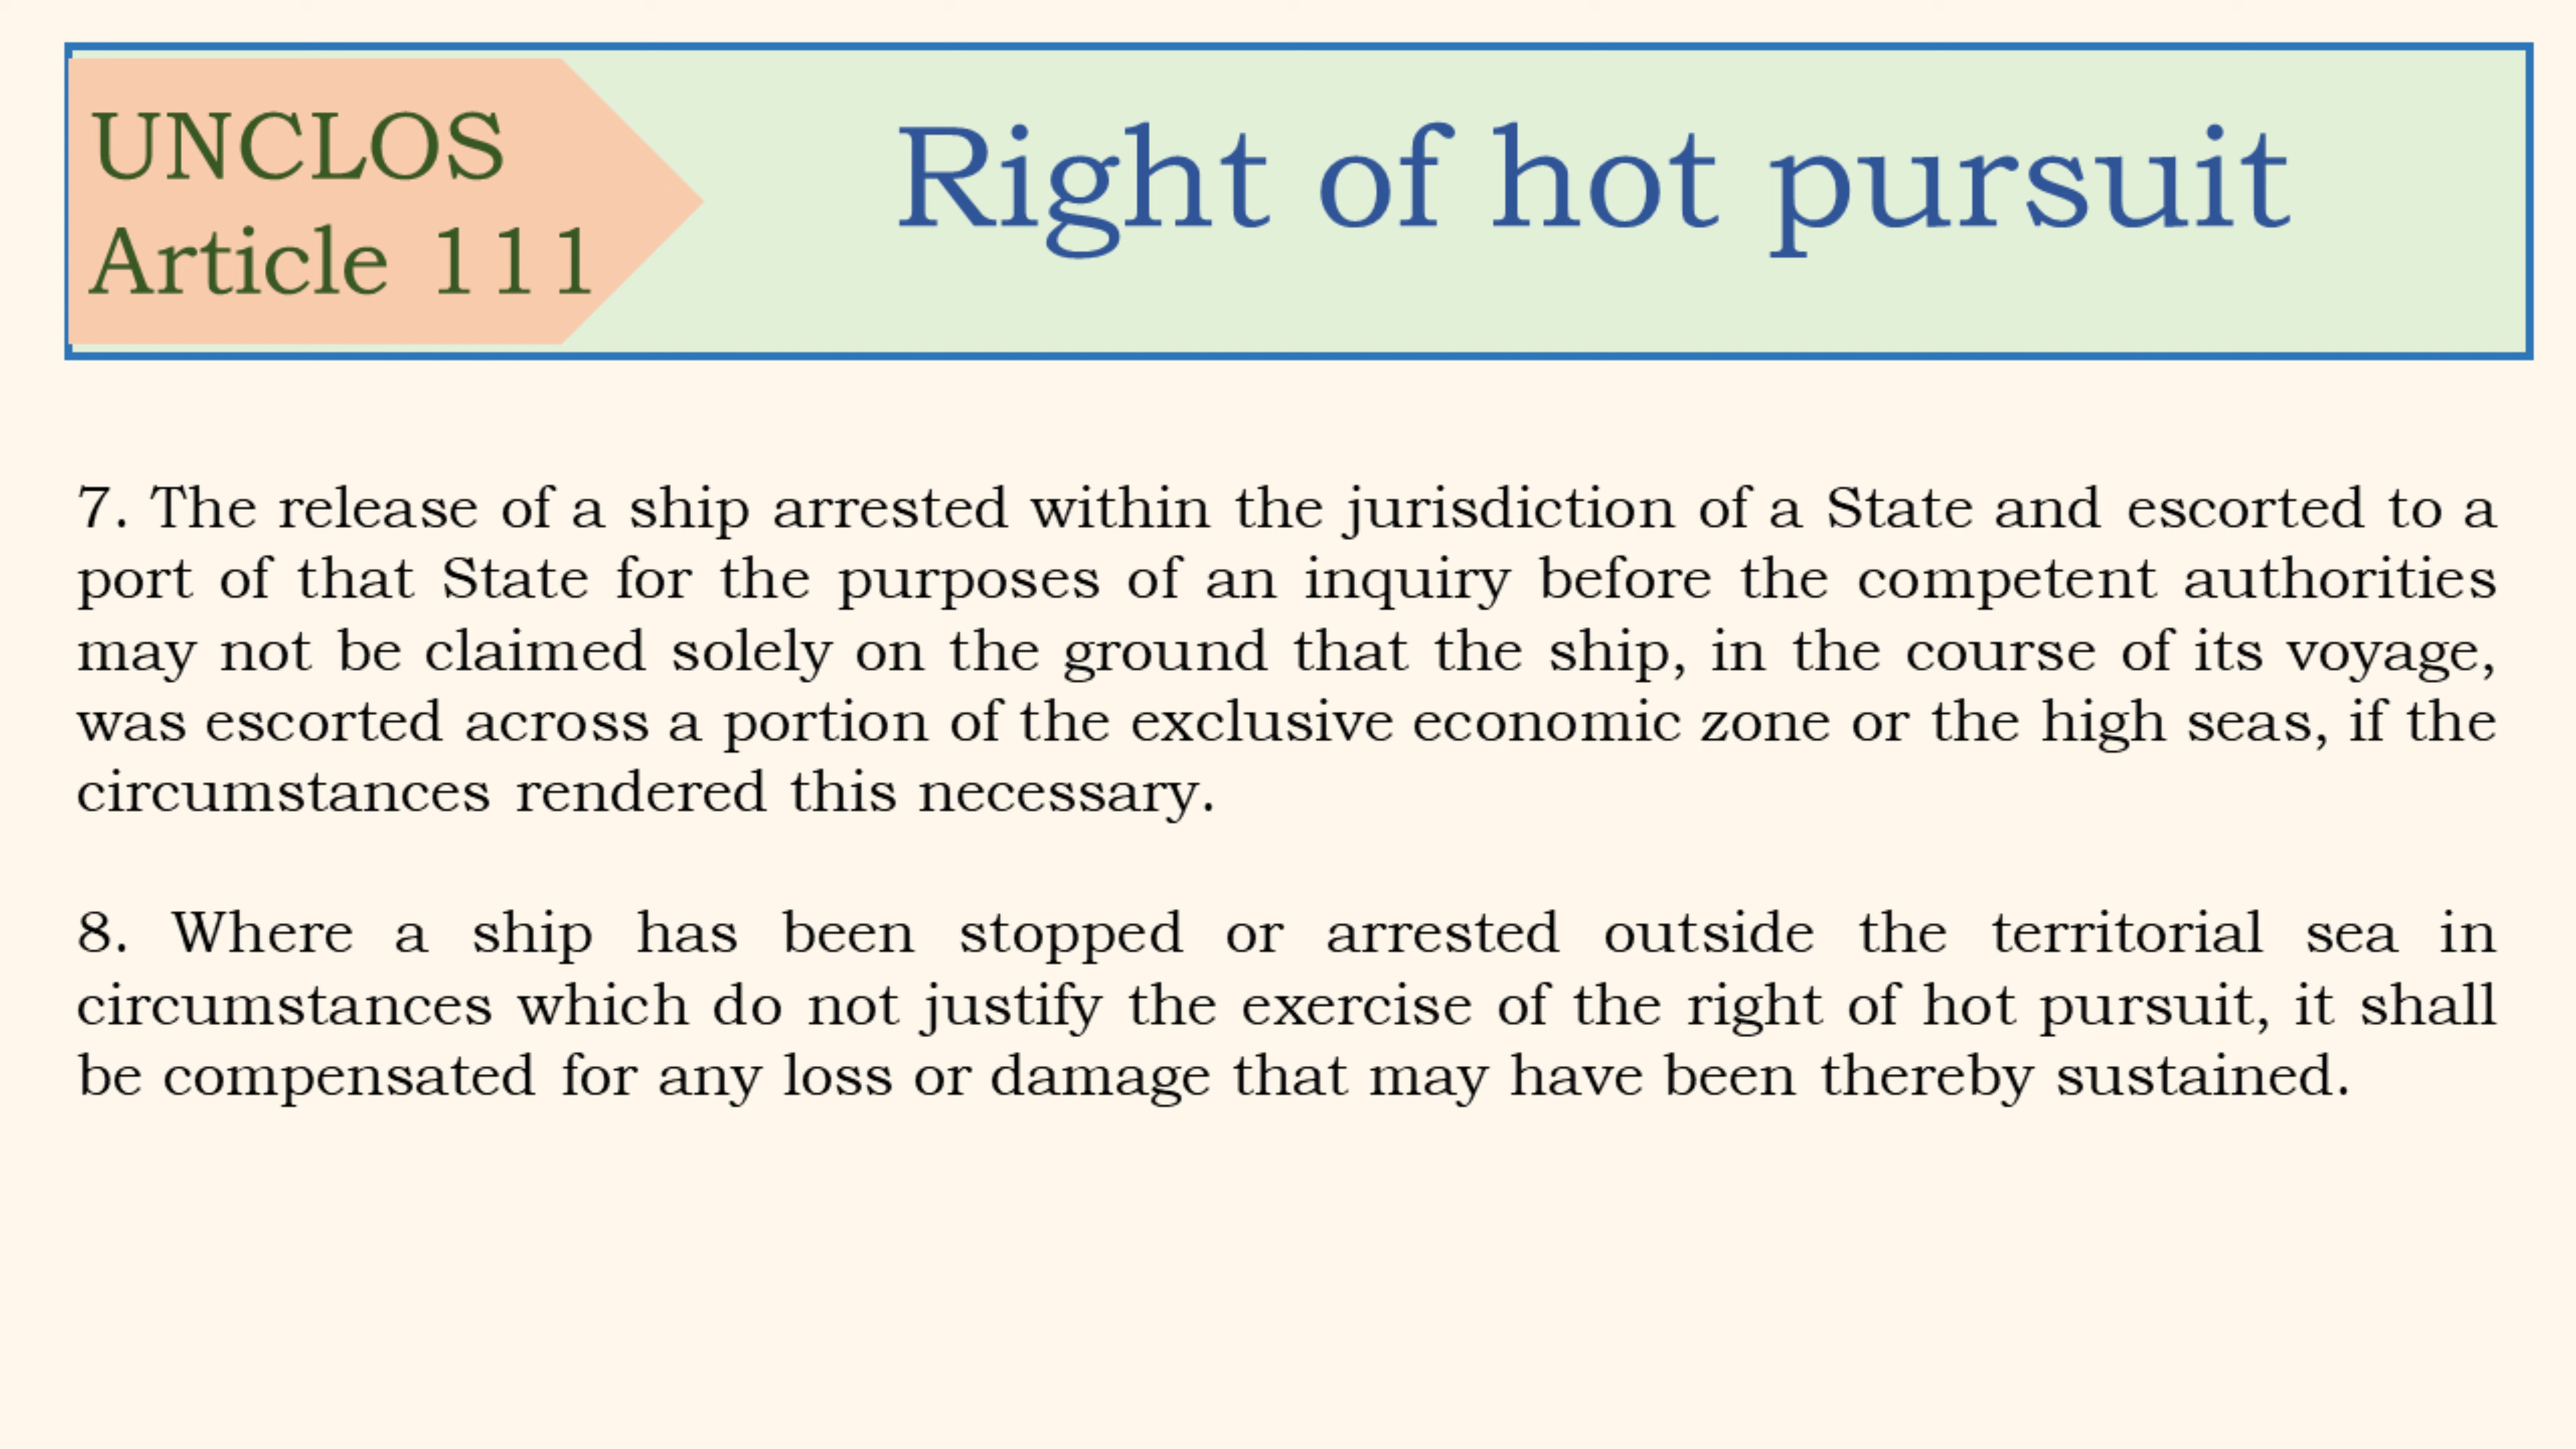 UNCLOS
Article 111
Right of hot pursuit
7. The release of a ship arrested within the jurisdiction of a State and escorted to a
port of that State for the purposes of an inquiry before the competent authorities
may not be claimed solely on the ground that the ship, in the course of its voyage,
was escorted across a portion of the exclusive economic zone or the high seas, if the
circumstances rendered this necessary.
8. Where a ship has been stopped or arrested outside the territorial sea in
circumstances which do not justify the exercise of the right of hot pursuit, it shall
be compensated for any loss or damage that may have been thereby sustained.